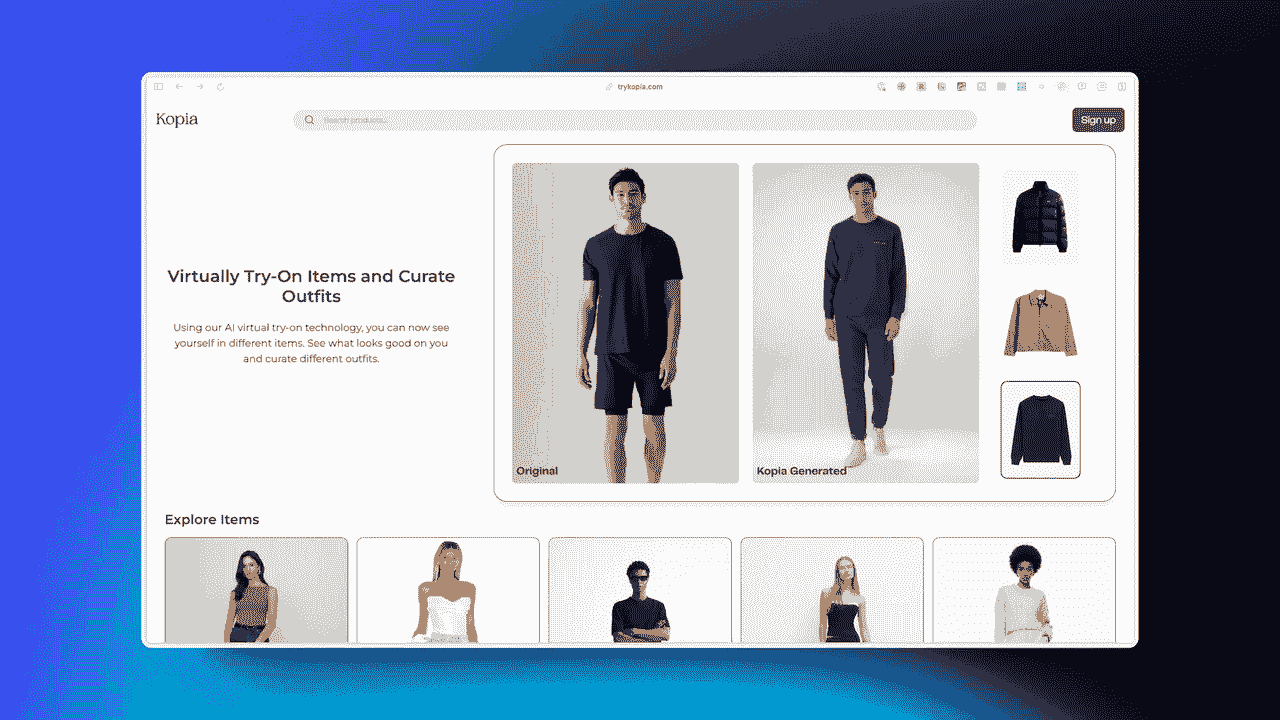 trykopia.com
Kopia
Search products...
Sign up
Virtually Try-On Items and Curate
Outfits
Using our AI virtual try-on technology, you can now see
yourself in different items. See what looks good on you
and curate different outfits.
Original
Kopia Generated
Explore Items